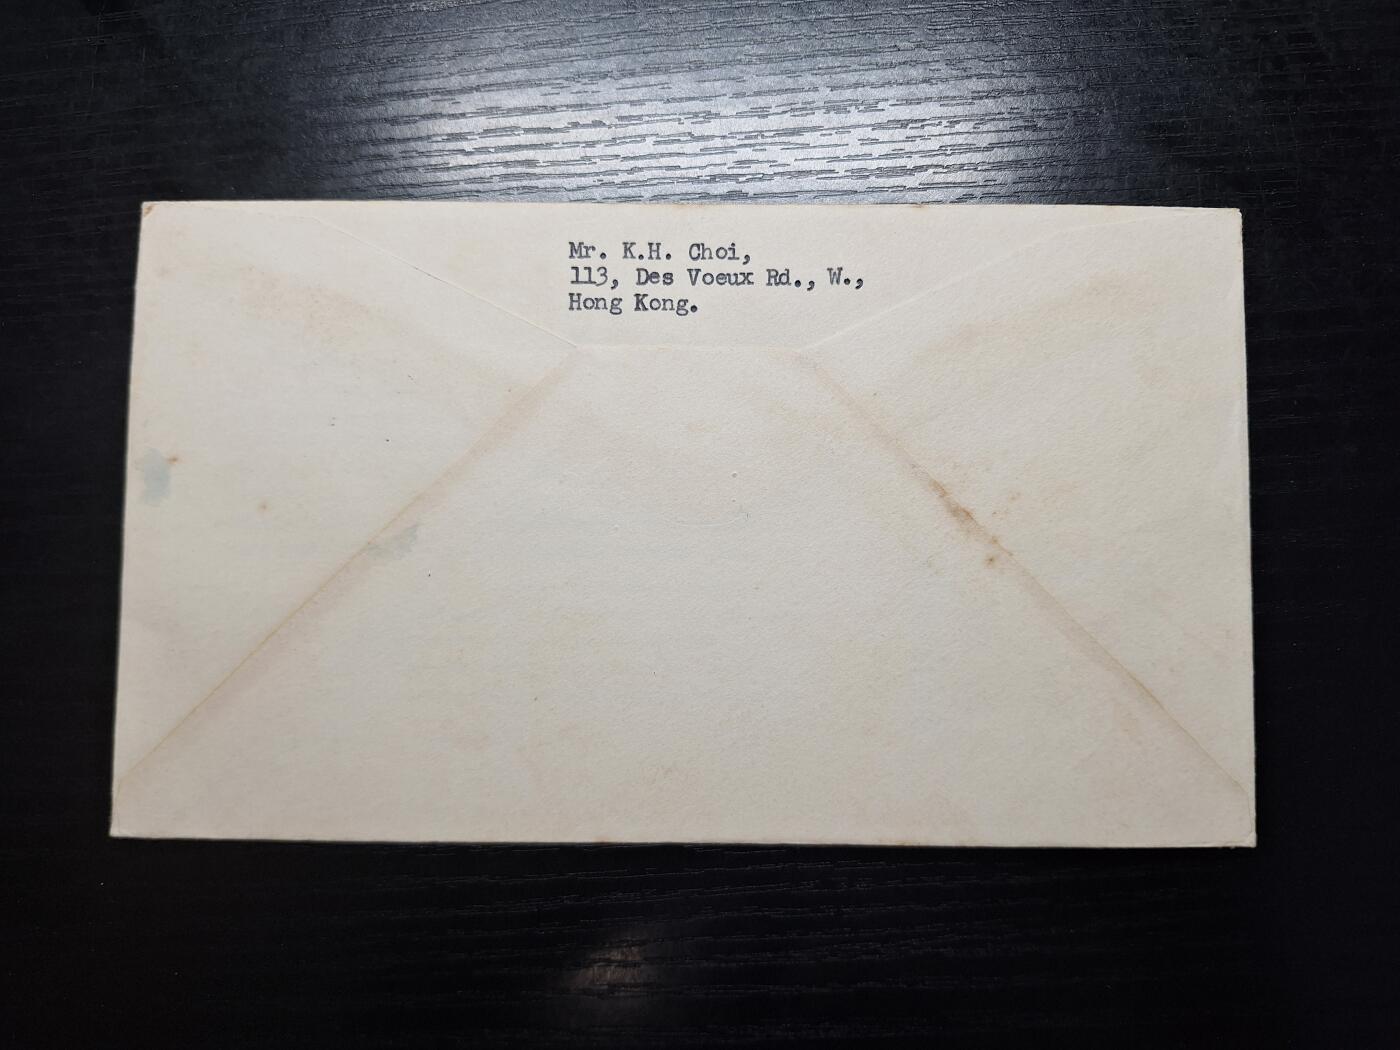 Mr. K.H. Choi,
113, Des Voeux Rd., W.,
Hong Kong.